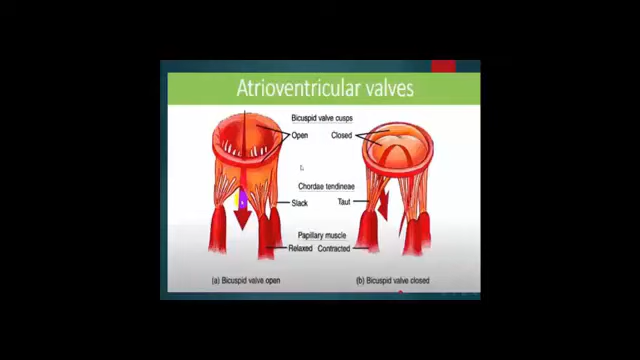 Atrioventricular valves
Bicuspid valve cusps
Open
Closed
Chordae tendineae
Slack
Taut
Papillary muscle
Relaxed
Contracted
(a) Bicuspid valve open
(b) Bicuspid valve closed